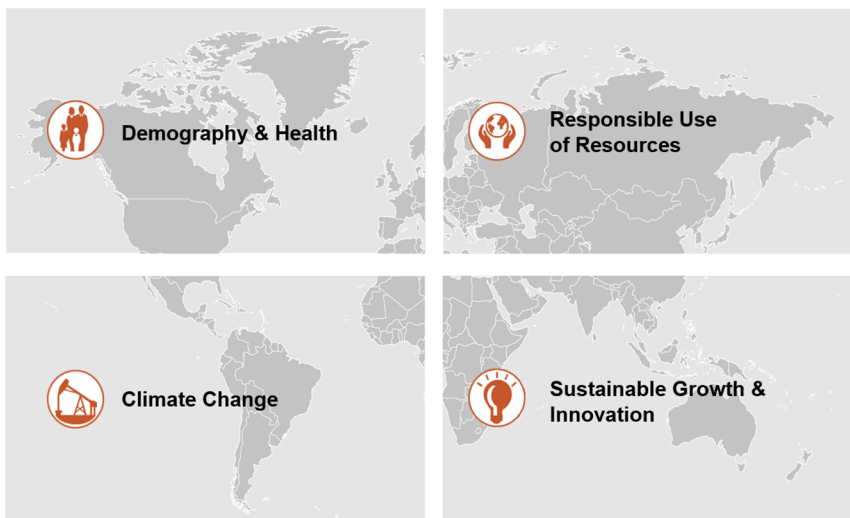 Demography & Health
Responsible Use
of Resources
Climate Change
Sustainable Growth &
Innovation